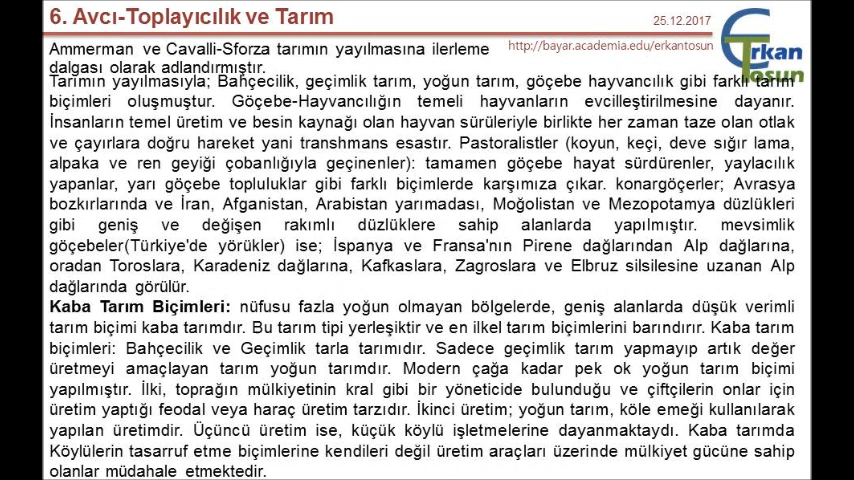 6. Avcı-Toplayıcılık ve Tarım
25.12.2017
Ammerman ve Cavalli-Sforza tarımın yayılmasına ilerleme
http://bayar.academia.edu/erkantosun
Erkan
Tosun
dalgası olarak adlandırmıştır.
Tarımın yayılmasıyla; Bahçecilik, geçimlik tarım, yoğun tarım, göçebe hayvancılık gibi farklı tarım
biçimleri oluşmuştur. Göçebe-Hayvancılığın temeli hayvanların evcilleştirilmesine dayanır.
İnsanların temel üretim ve besin kaynağı olan hayvan sürüleriyle birlikte her zaman taze olan otlak
ve çayırlara doğru hareket yani transhmans esastır. Pastoralistler (koyun, keçi, deve sığır lama,
alpaka ve ren geyiği çobanlığıyla geçinenler): tamamen göçebe hayat sürdürenler, yaylacılık
yapanlar, yarı göçebe topluluklar gibi farklı biçimlerde karşımıza çıkar. konargöçerler; Avrasya
bozkırlarında ve İran, Afganistan, Arabistan yarımadası, Moğolistan ve Mezopotamya düzlükleri
gibi geniş ve değişen rakımlı düzlüklere sahip alanlarda yapılmıştır. mevsimlik
göçebeler(Türkiye'de yörükler) ise; İspanya ve Fransa'nın Pirene dağlarından Alp dağlarına,
oradan Toroslara, Karadeniz dağlarına, Kafkaslara, Zagroslara ve Elbruz silsilesine uzanan Alp
dağlarında görülür.
Kaba Tarım Biçimleri: nüfusu fazla yoğun olmayan bölgelerde, geniş alanlarda düşük verimli
tarım biçimi kaba tarımdır. Bu tarım tipi yerleşiktir ve en ilkel tarım biçimlerini barındırır. Kaba tarım
biçimleri: Bahçecilik ve Geçimlik tarla tarımıdır. Sadece geçimlik tarım yapmayıp artık değer
üretmeyi amaçlayan tarım yoğun tarımdır. Modern çağa kadar pek ok yoğun tarım biçimi
yapılmıştır. İlki, toprağın mülkiyetinin kral gibi bir yöneticide bulunduğu ve çiftçilerin onlar için
üretim yaptığı feodal veya haraç üretim tarzıdır. İkinci üretim; yoğun tarım, köle emeği kullanılarak
yapılan üretimdir. Üçüncü üretim ise, küçük köylü işletmelerine dayanmaktaydı. Kaba tarımda
Köylülerin tasarruf etme biçimlerine kendileri değil üretim araçları üzerinde mülkiyet gücüne sahip
olanlar müdahale etmektedir.